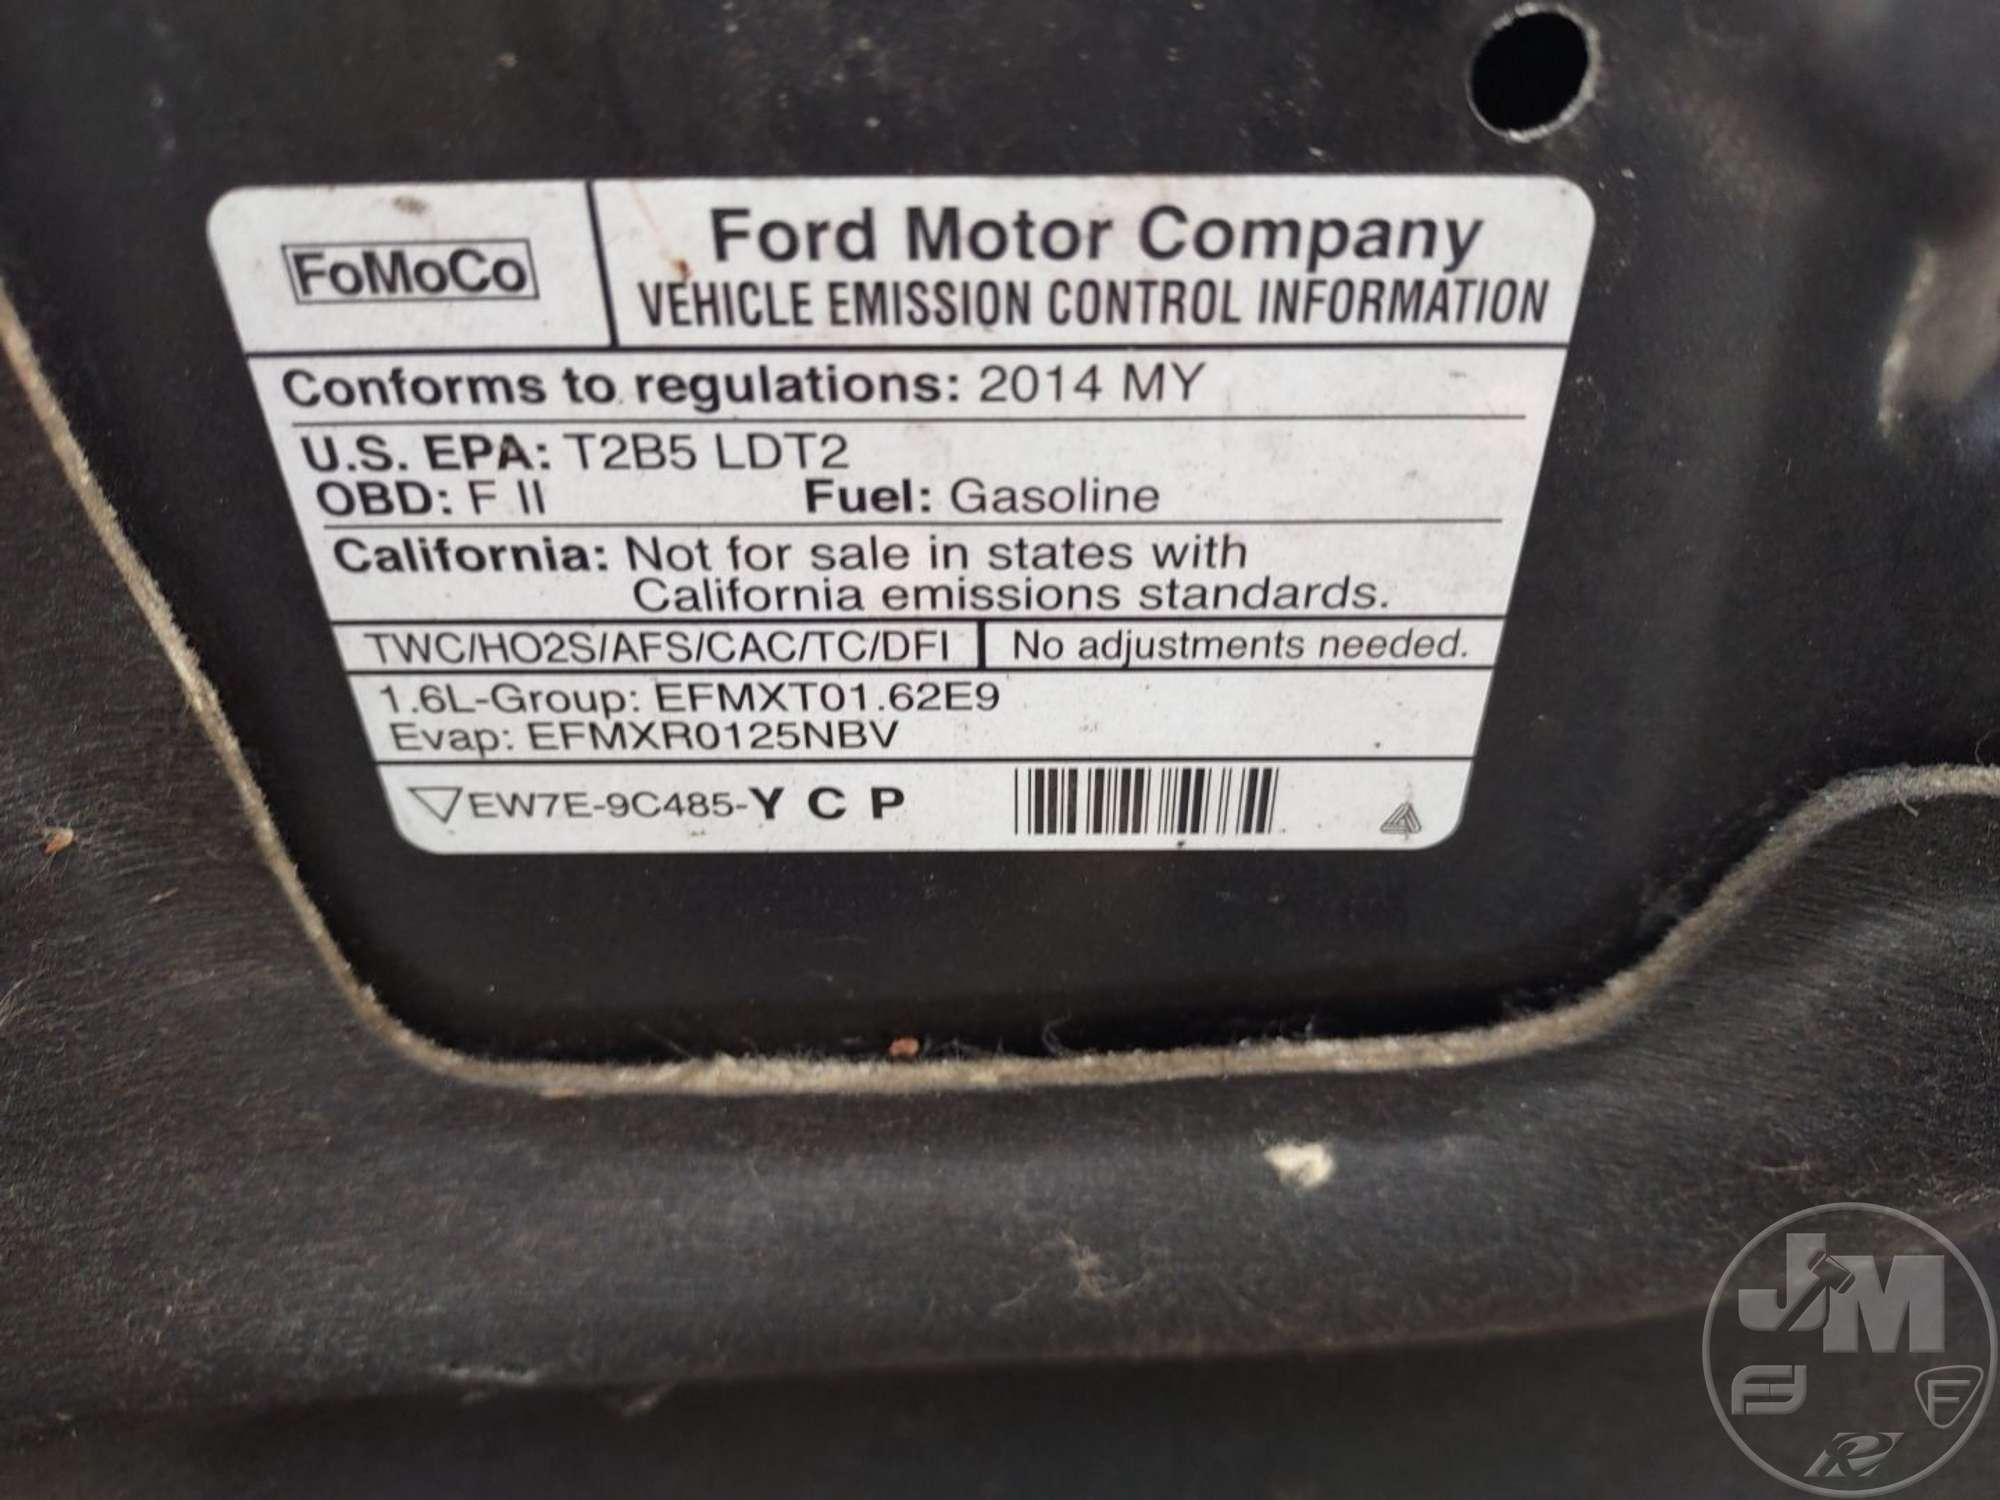 FoMoCo
Ford Motor Company
VEHICLE EMISSION CONTROL INFORMATION
Conforms to regulations: 2014 MY
U.S. EPA: T2B5 LDT2
OBD: F II Fuel: Gasoline
California: Not for sale in states with
California emissions standards.
TWC/HO2S/AFS/CAC/TC/DFI No adjustments needed.
1.6L-Group: EFMXT01.62E9
Evap: EFMXR0125NBV
EW7E-9C485-Y C P
JM
F